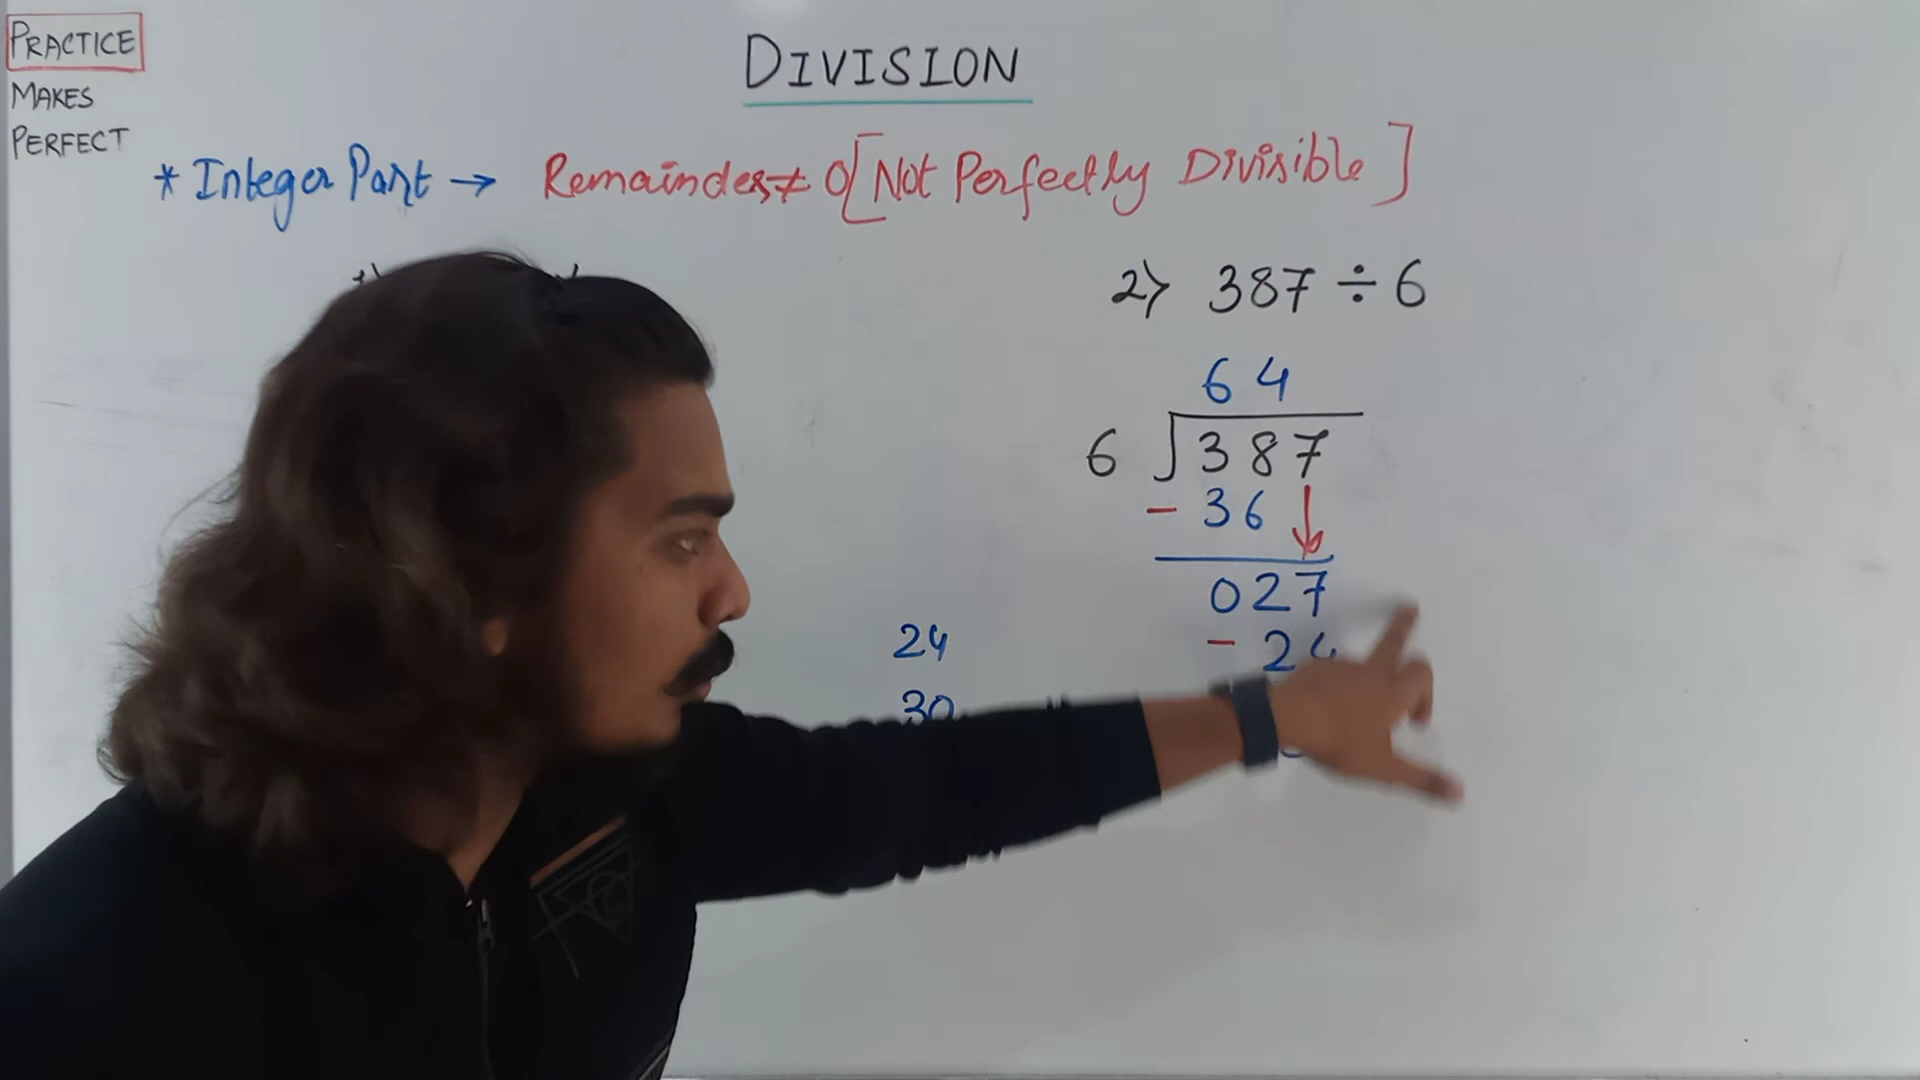 PRACTICE
MAKES
PERFECT
DIVISION
* Integer Part → Remainder ≠ 0 [Not Perfectly Divisible]
2) 387 ÷ 6
64
6 387
- 36
027
- 24
24
30